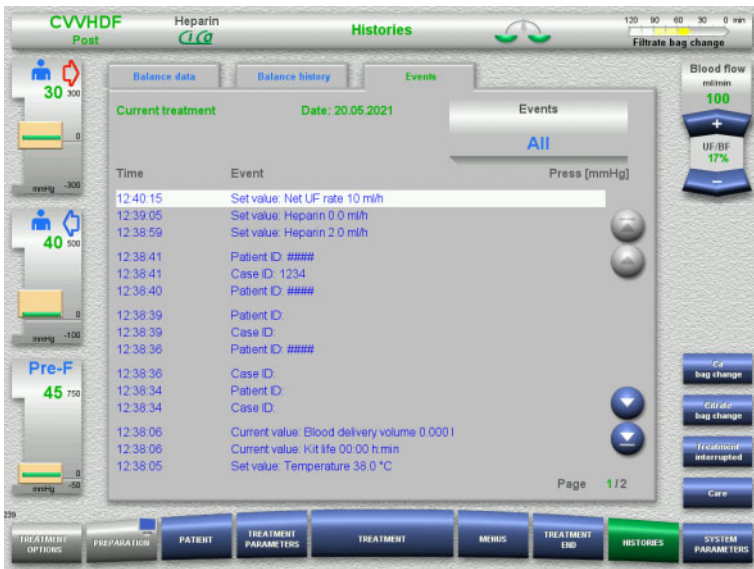 CVVHDF
Post
Heparin
Ci Ca
Histories
120 90 60 30 0 min
Filtrate bag change
30 300
0
mmHg -300
40 500
0
mmHg -100
Pre-F
45 750
0
mmHg -50
239
Balance data
Balance history
Events
Current treatment
Date: 20.05.2021
Events
All
Time Event Press [mmHg]
12:40:15 Set value: Net UF rate 10 ml/h
12:39:05 Set value: Heparin 0.0 ml/h
12:38:59 Set value: Heparin 2.0 ml/h
12:38:41 Patient ID: ####
12:38:41 Case ID: 1234
12:38:40 Patient ID: ####
12:38:39 Patient ID:
12:38:39 Case ID:
12:38:36 Patient ID: ####
12:38:36 Case ID:
12:38:34 Patient ID:
12:38:34 Case ID:
12:38:06 Current value: Blood delivery volume 0.000 l
12:38:06 Current value: Kit life 00:00 h:min
12:38:05 Set value: Temperature 38.0 °C
Page 1/2
Blood flow
ml/min
100
+
UF/BF
17%
−
Ca
bag change
Citrate
bag change
Treatment
interrupted
Care
TREATMENT
OPTIONS
PREPARATION
PATIENT
TREATMENT
PARAMETERS
TREATMENT
MENUS
TREATMENT
END
HISTORIES
SYSTEM
PARAMETERS